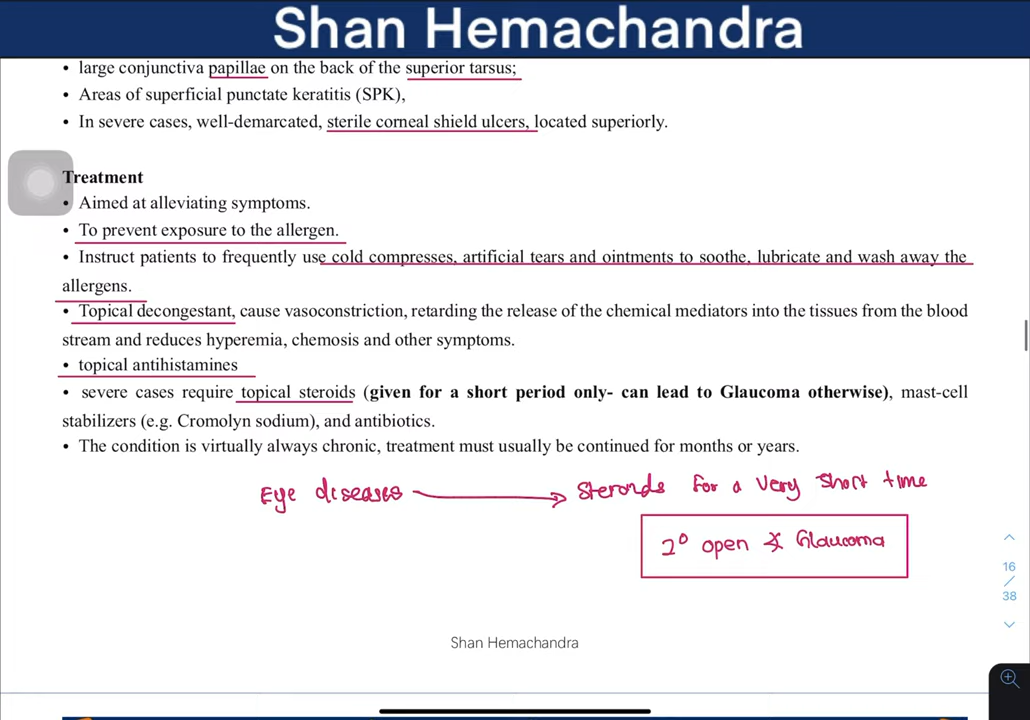 Shan Hemachandra
• large conjunctiva papillae on the back of the superior tarsus;
• Areas of superficial punctate keratitis (SPK),
• In severe cases, well-demarcated, sterile corneal shield ulcers, located superiorly.
Treatment
• Aimed at alleviating symptoms.
• To prevent exposure to the allergen.
• Instruct patients to frequently use cold compresses, artificial tears and ointments to soothe, lubricate and wash away the
allergens.
• Topical decongestant, cause vasoconstriction, retarding the release of the chemical mediators into the tissues from the blood
stream and reduces hyperemia, chemosis and other symptoms.
• topical antihistamines
• severe cases require topical steroids (given for a short period only- can lead to Glaucoma otherwise), mast-cell
stabilizers (e.g. Cromolyn sodium), and antibiotics.
• The condition is virtually always chronic, treatment must usually be continued for months or years.
Eye diseases → Steroids for a very short time
2° open ∡ Glaucoma
16
/
38
Shan Hemachandra